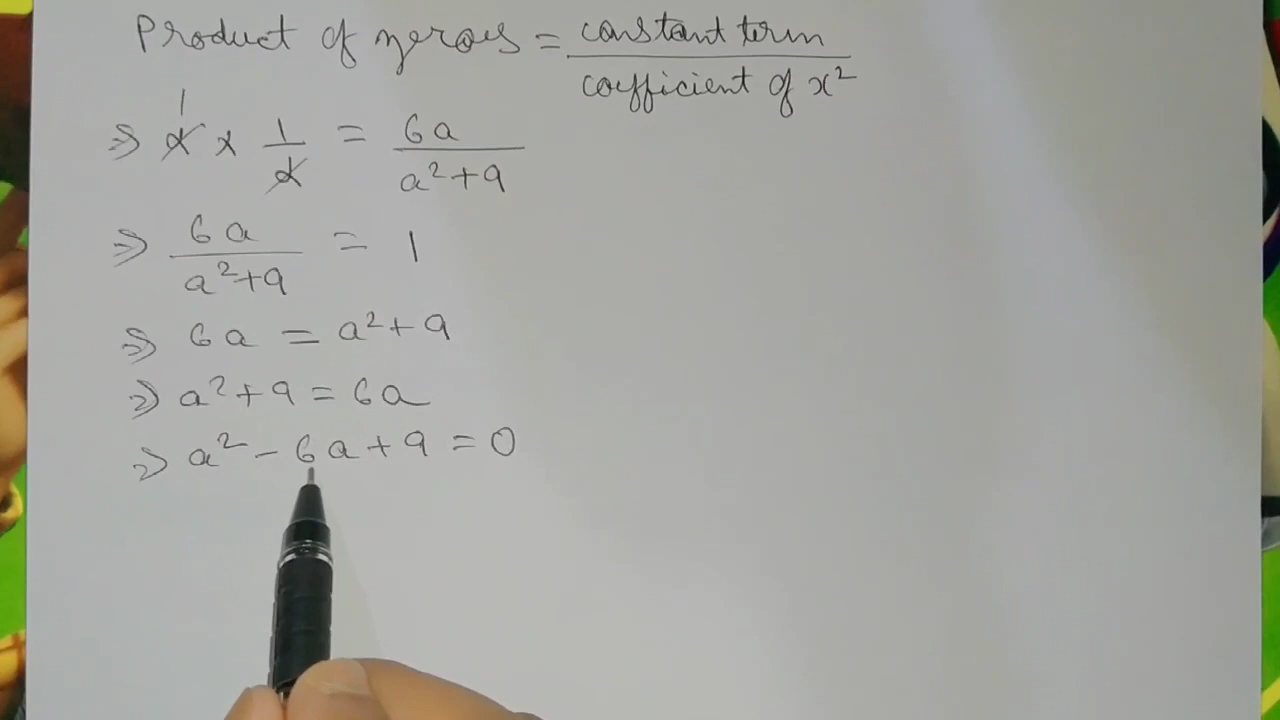 Product of zeroes = constant term / coefficient of x²
⇒ α × 1/α = 6a / a²+9
1
⇒ 6a / a²+9 = 1
⇒ 6a = a²+9
⇒ a²+9 = 6a
⇒ a² - 6a + 9 = 0